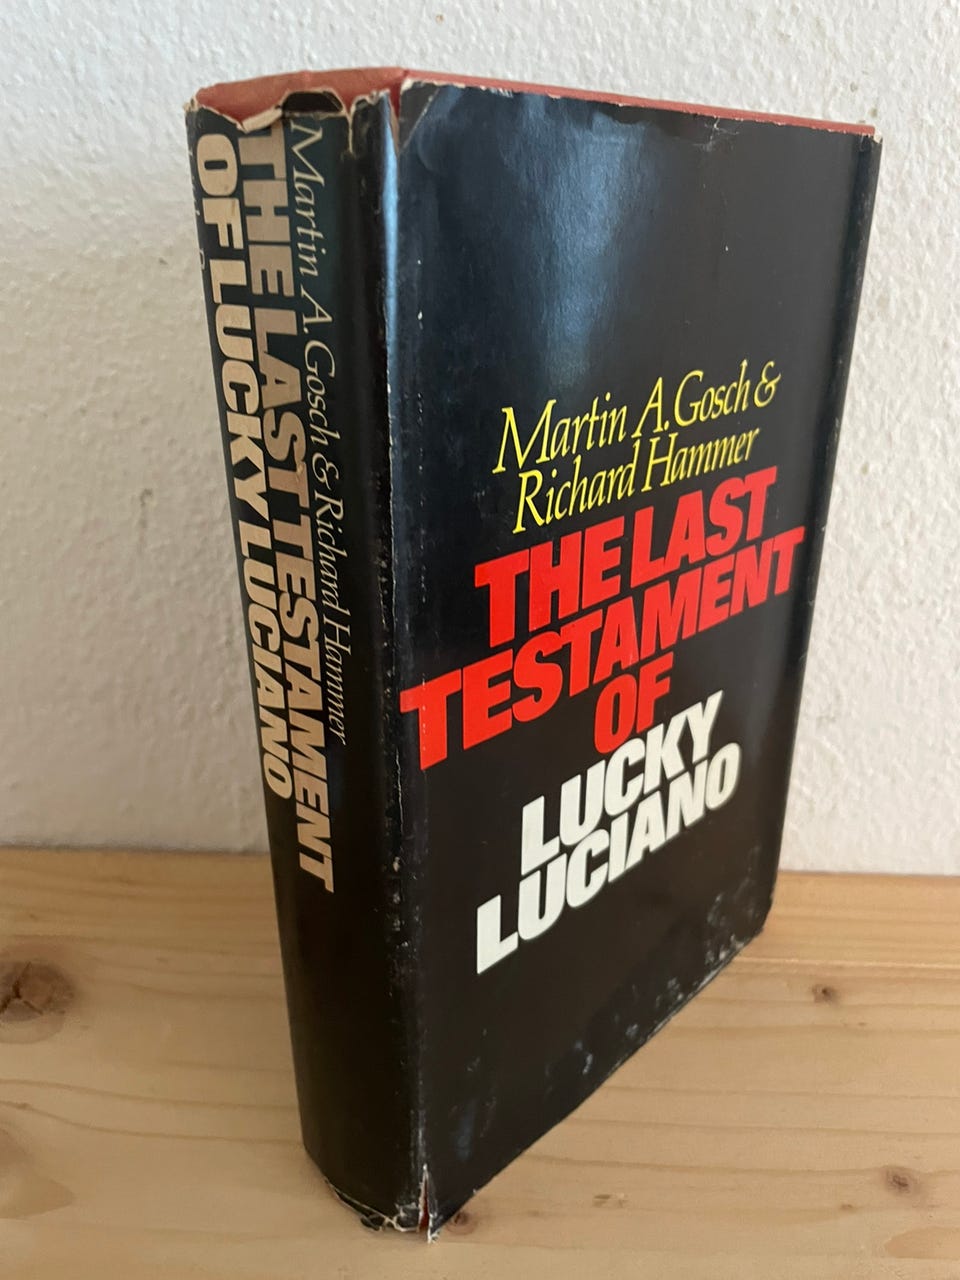 Martin A. Gosch & Richard Hammer
THE LAST TESTAMENT
OF LUCKY LUCIANO
Martin A. Gosch &
Richard Hammer
THE LAST
TESTAMENT
OF
LUCKY
LUCIANO